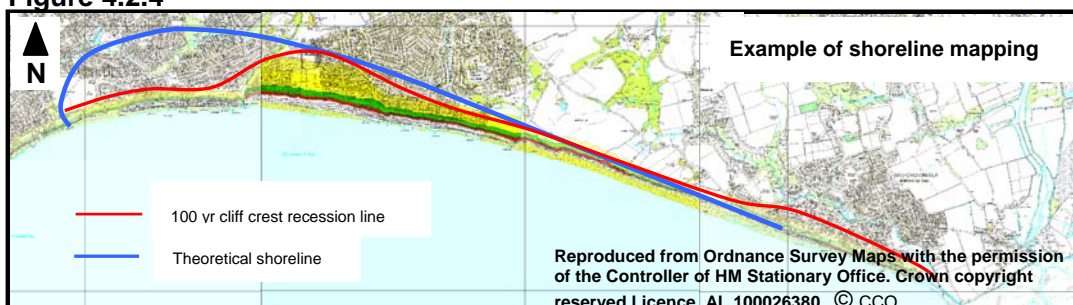 Figure 4.2.4
N
Example of shoreline mapping
100 yr cliff crest recession line
Theoretical shoreline
Reproduced from Ordnance Survey Maps with the permission
of the Controller of HM Stationary Office. Crown copyright
reserved Licence AL 100026380 © CCO